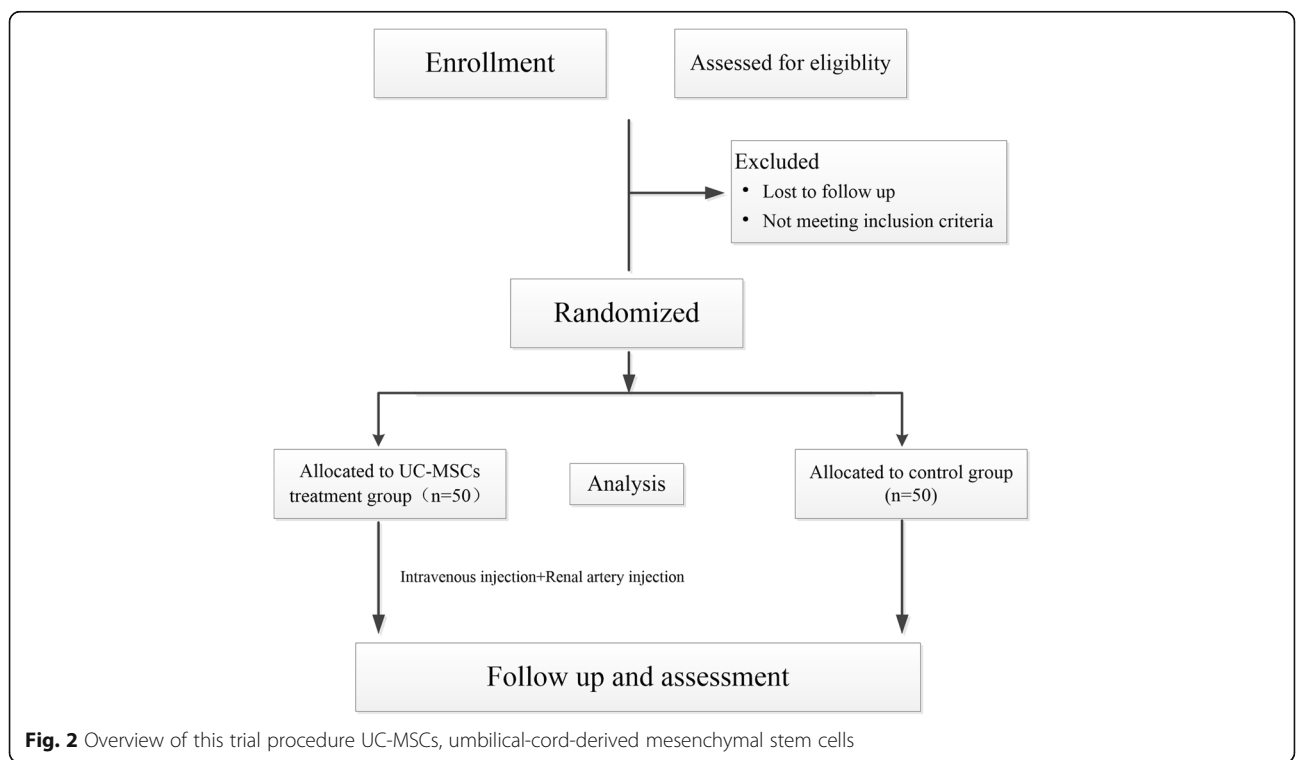 Enrollment
Assessed for eligiblity
Excluded
• Lost to follow up
• Not meeting inclusion criteria
Randomized
Allocated to UC-MSCs
treatment group（n=50）
Analysis
Allocated to control group
(n=50)
Intravenous injection+Renal artery injection
Follow up and assessment
Fig. 2 Overview of this trial procedure UC-MSCs, umbilical-cord-derived mesenchymal stem cells